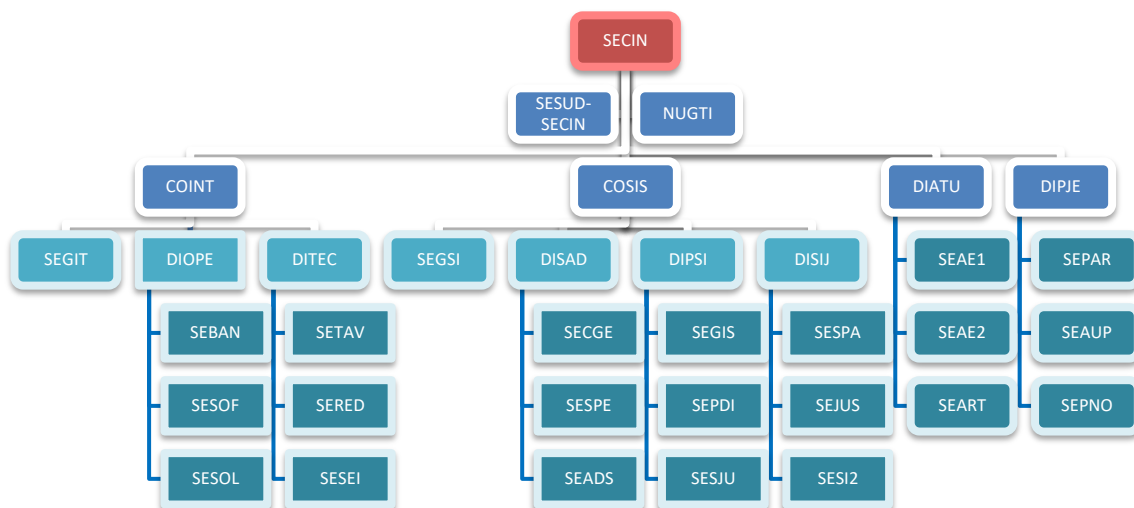 SECIN
SESUD-
SECIN
NUGTI
COINT
COSIS
DIATU
DIPJE
SEGIT
DIOPE
DITEC
SEGSI
DISAD
DIPSI
DISIJ
SEAE1
SEPAR
SEBAN
SETAV
SECGE
SEGIS
SESPA
SEAE2
SEAUP
SESOF
SERED
SESPE
SEPDI
SEJUS
SEART
SEPNO
SESOL
SESEI
SEADS
SESJU
SESI2